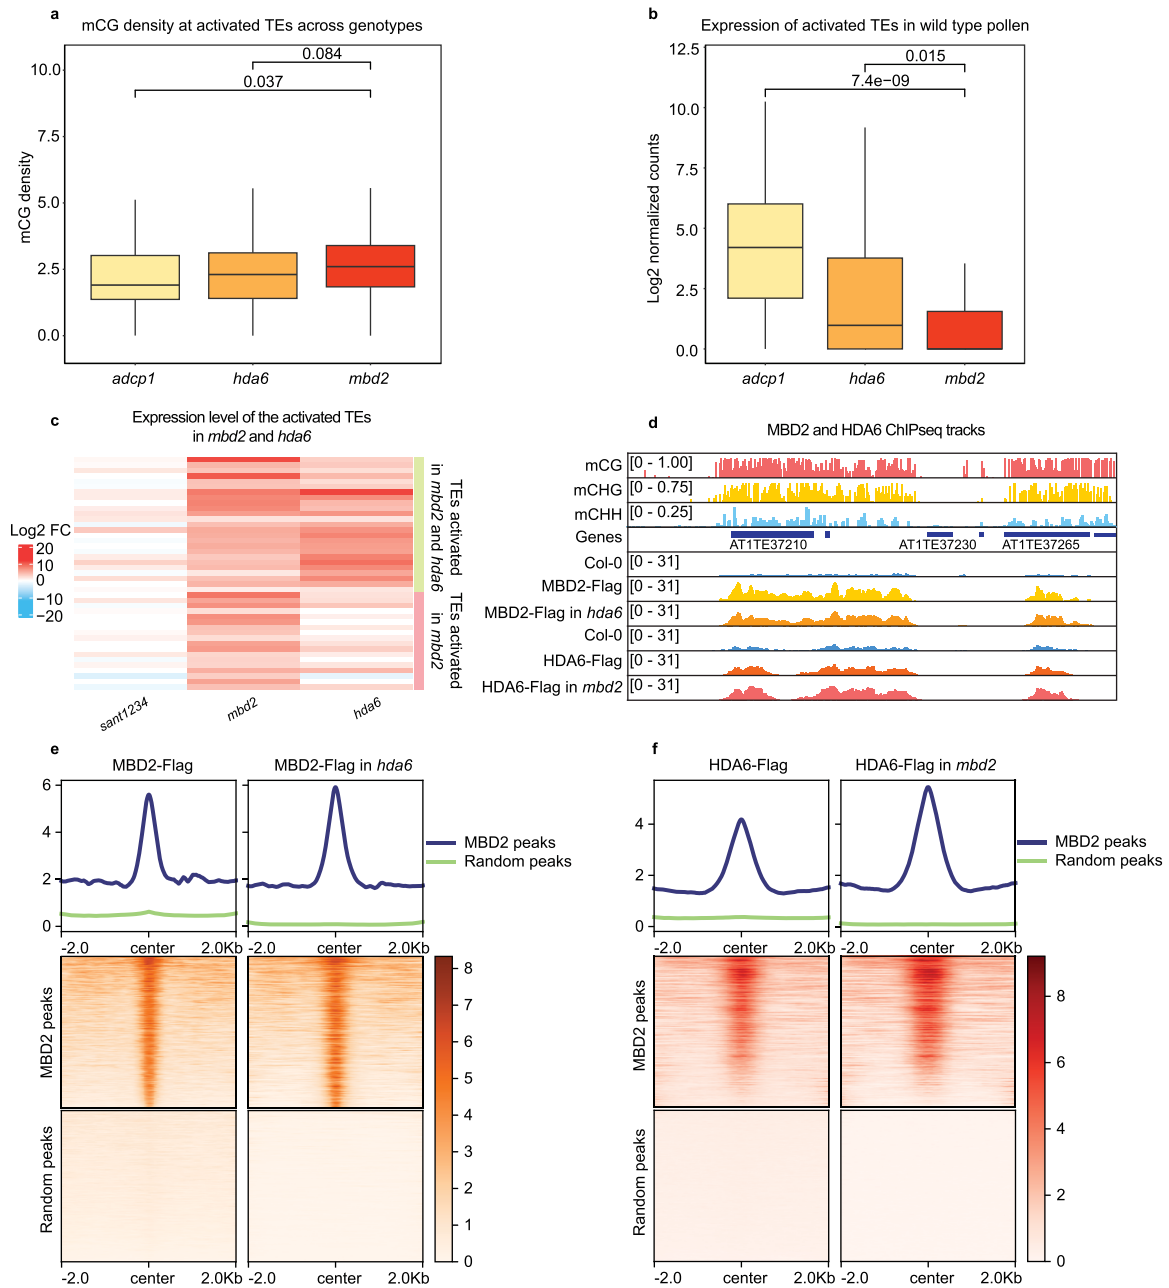 a
mCG density at activated TEs across genotypes
mCG density
10.0
7.5
5.0
2.5
0.0
0.084
0.037
adcp1 hda6 mbd2
b
Expression of activated TEs in wild type pollen
Log2 normalized counts
12.5
10.0
7.5
5.0
2.5
0.0
0.015
7.4e−09
adcp1 hda6 mbd2
c
Expression level of the activated TEs
in mbd2 and hda6
Log2 FC
20
10
0
−10
−20
TEs activated
in mbd2 and hda6
TEs activated
in mbd2
sant1234 mbd2 hda6
d
MBD2 and HDA6 ChIPseq tracks
mCG [0 - 1.00]
mCHG [0 - 0.75]
mCHH [0 - 0.25]
Genes
AT1TE37210 AT1TE37230 AT1TE37265
Col-0 [0 - 31]
MBD2-Flag [0 - 31]
MBD2-Flag in hda6 [0 - 31]
Col-0 [0 - 31]
HDA6-Flag [0 - 31]
HDA6-Flag in mbd2 [0 - 31]
e
MBD2-Flag MBD2-Flag in hda6
6
4
2
0
MBD2 peaks
Random peaks
-2.0 center 2.0Kb -2.0 center 2.0Kb
MBD2 peaks
Random peaks
8
7
6
5
4
3
2
1
0
-2.0 center 2.0Kb -2.0 center 2.0Kb
f
HDA6-Flag HDA6-Flag in mbd2
4
2
0
MBD2 peaks
Random peaks
-2.0 center 2.0Kb -2.0 center 2.0Kb
MBD2 peaks
Random peaks
8
6
4
2
0
-2.0 center 2.0Kb -2.0 center 2.0Kb